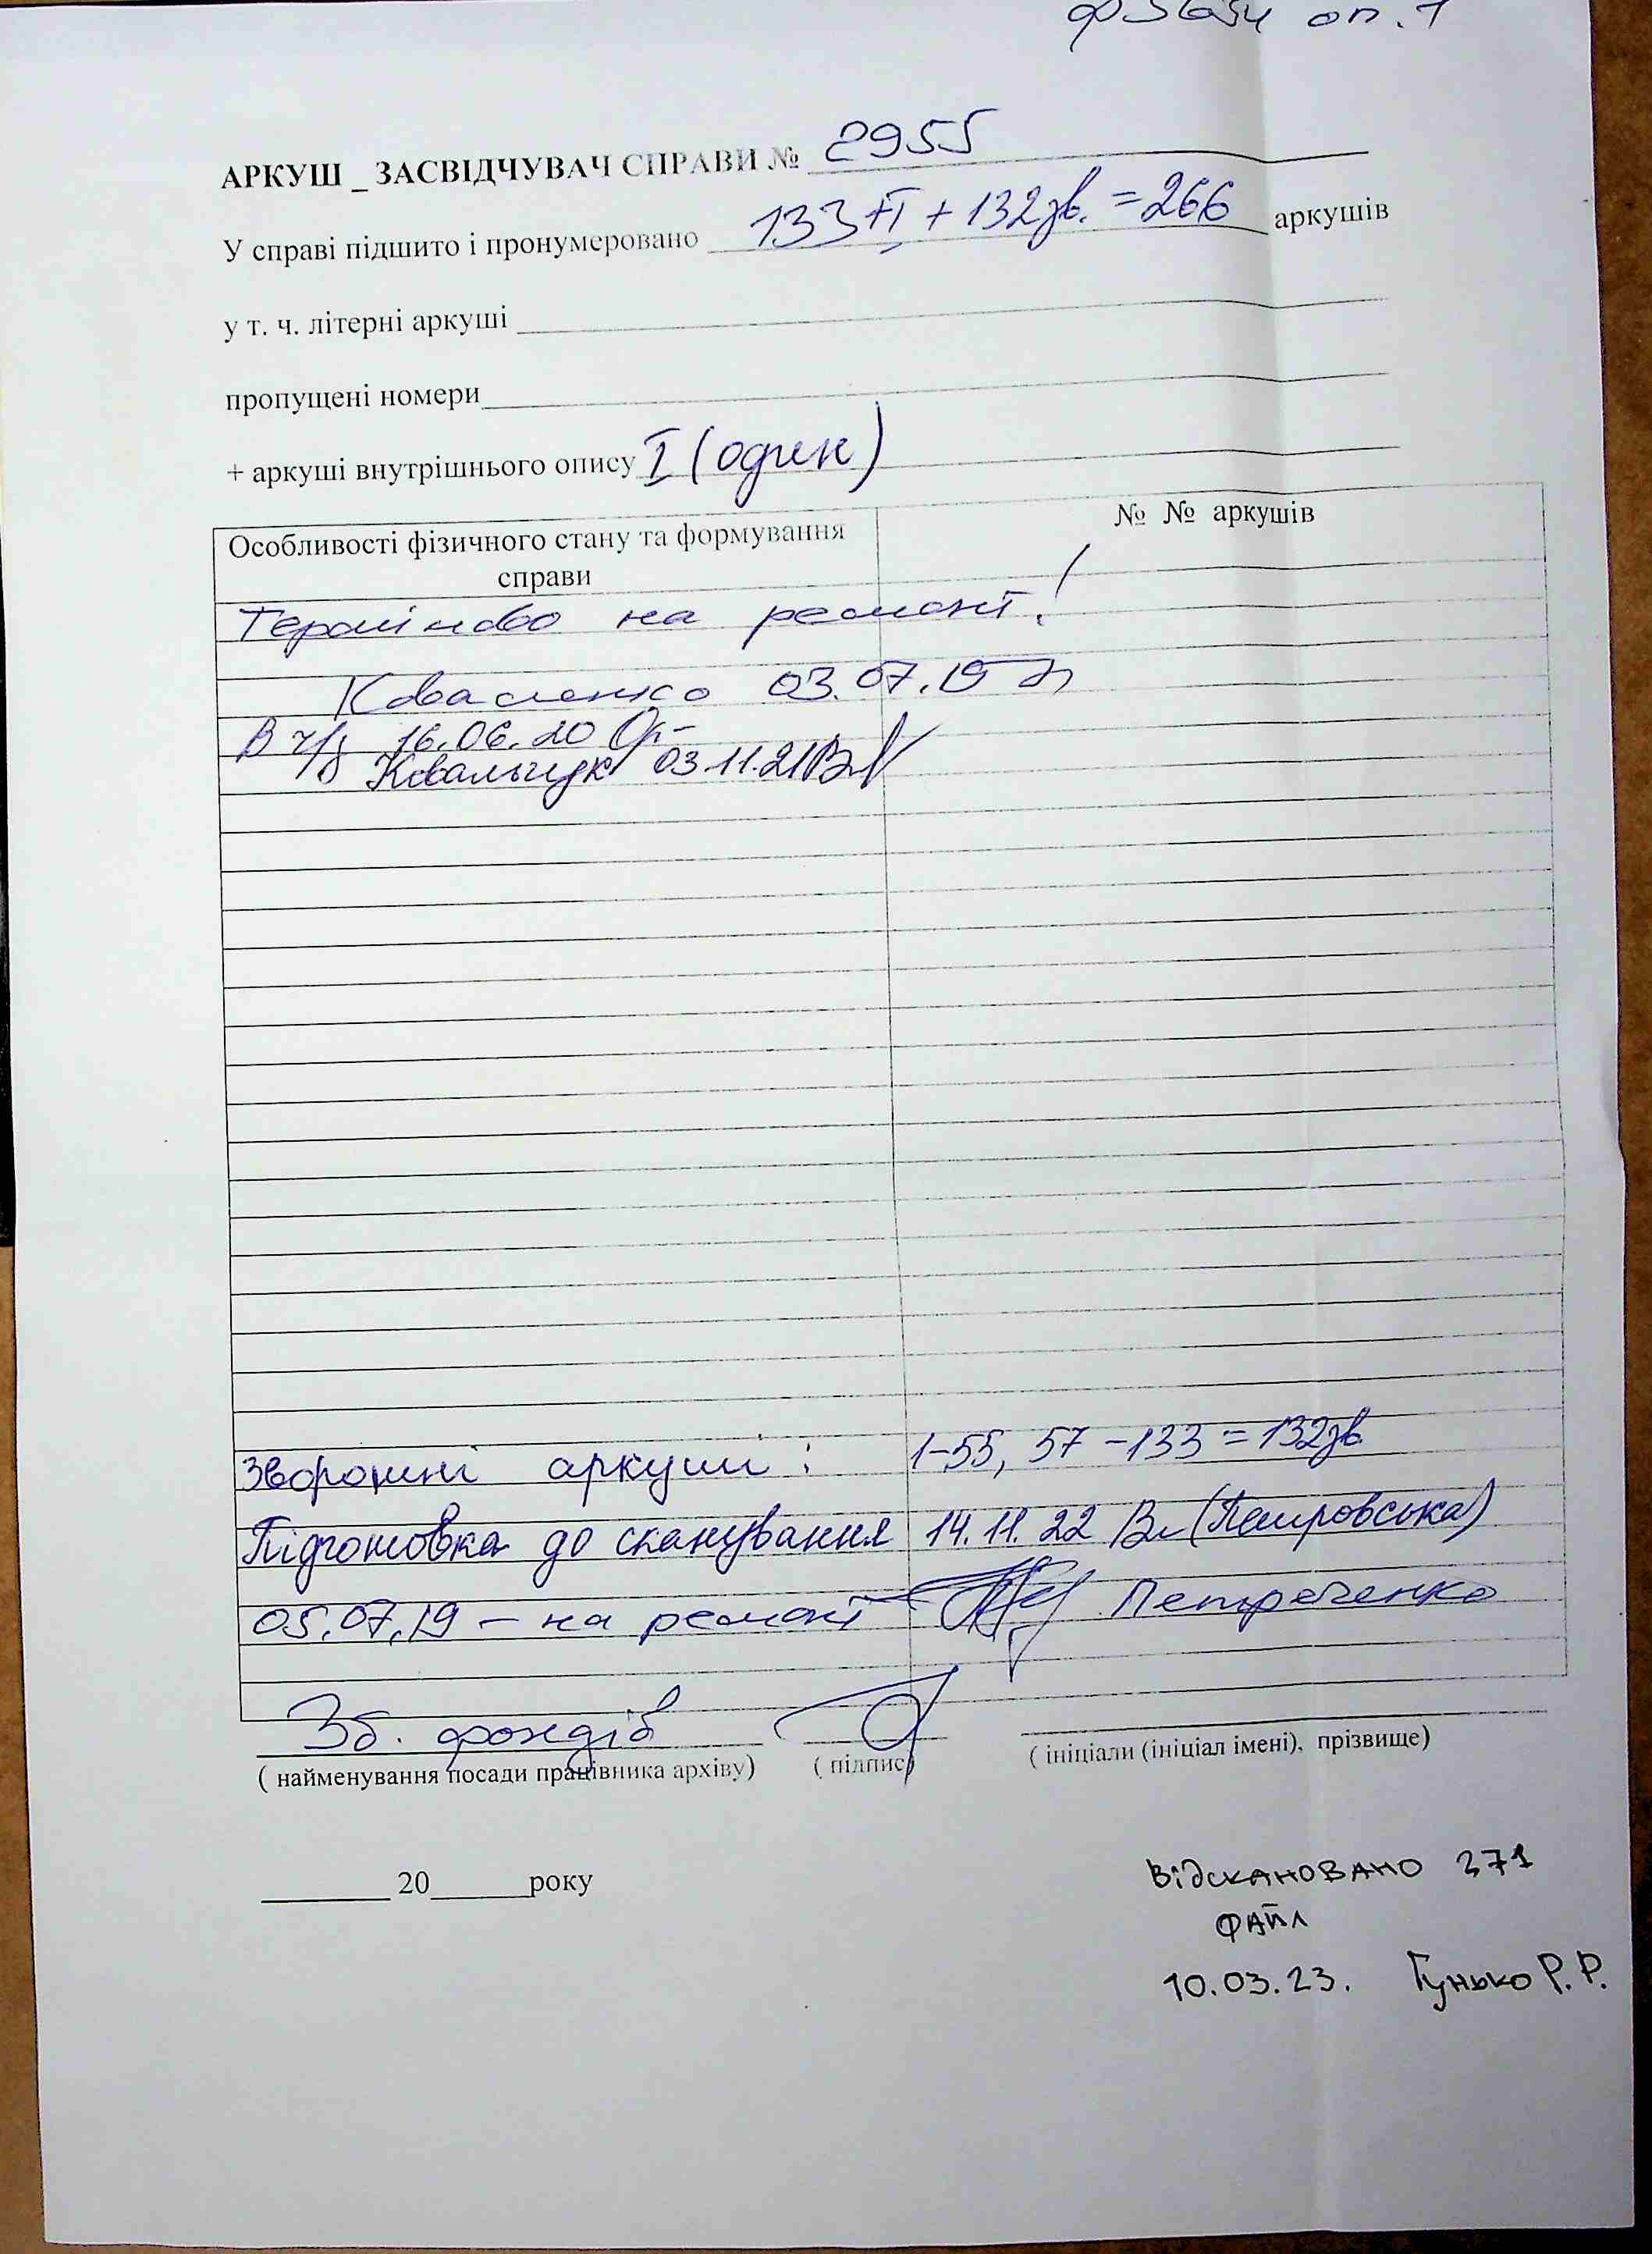 оп. 1
АРКУШ _ ЗАСВІДЧУВАЧ СПРАВИ № 2955
У справі підшито і пронумеровано 133+I + 132зв. = 266 аркушів
у т. ч. літерні аркуші
пропущені номери
+ аркуші внутрішнього опису I (один)
Особливості фізичного стану та формування справи
№ № аркушів
Терміново на ремонт!
Кваленко 03.07.19
В ч/з 16.06.20
ч/з Ковальчук 03.11.21
Зворотні аркуші: 1-55, 57-133 = 132зв.
Підготовка до сканування 14.11.22 (Петровська)
05.07.19 – на ремонт Петреченко
Зб. фондів
( найменування посади працівника архіву) ( підпис) ( ініціали (ініціал імені), прізвище)
20 року
Відскановано 371
файл
10.03.23. Гунько Р. Р.